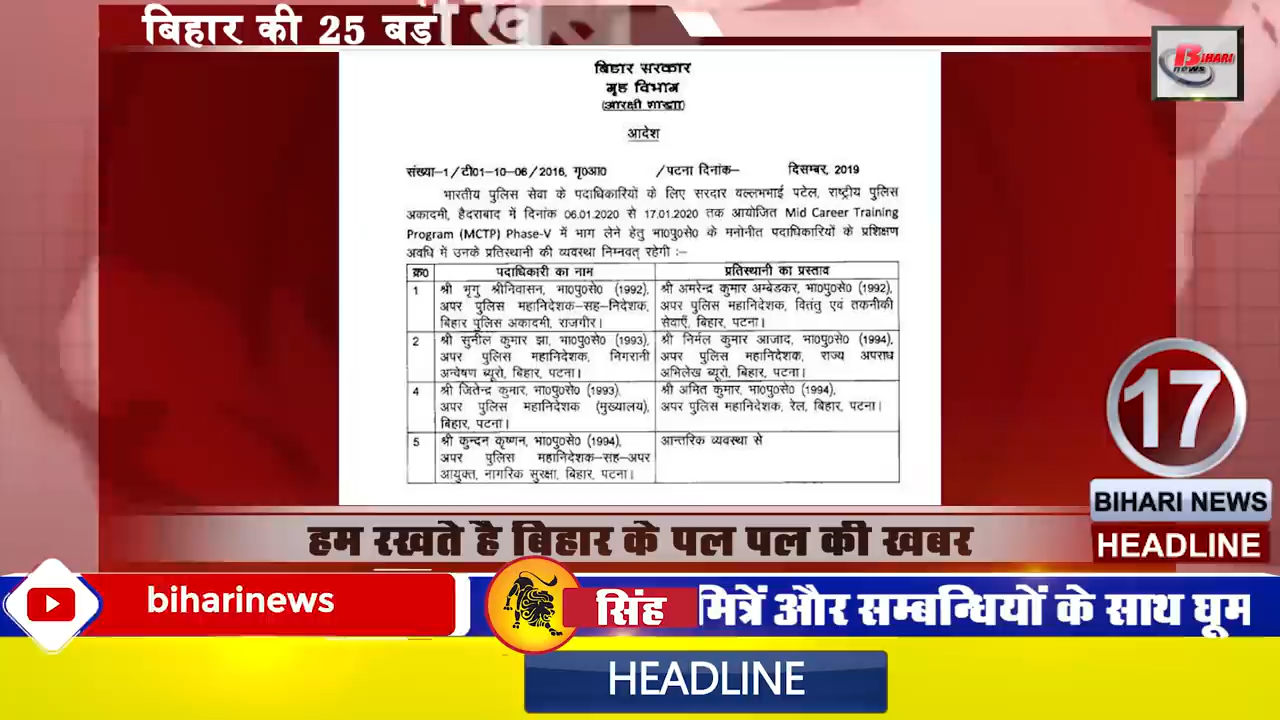 बिहार की 25 बड़ी ख
BIHARI
news
बिहार सरकार
गृह विभाग
(आरक्षी शाखा)
आदेश
संख्या–1/टी01–10–06/2016, गृ0आ0 /पटना दिनांक– दिसम्बर, 2019
भारतीय पुलिस सेवा के पदाधिकारियों के लिए सरदार वल्लभभाई पटेल, राष्ट्रीय पुलिस
अकादमी, हैदराबाद में दिनांक 06.01.2020 से 17.01.2020 तक आयोजित Mid Career Training
Program (MCTP) Phase-V में भाग लेने हेतु भा0पु0से0 के मनोनीत पदाधिकारियों के प्रशिक्षण
अवधि में उनके प्रतिस्थानी की व्यवस्था निम्नवत् रहेगी :–
क्र0 पदाधिकारी का नाम प्रतिस्थानी का प्रस्ताव
1 श्री भृगु श्रीनिवासन, भा0पु0से0 (1992), श्री अमरेन्द्र कुमार अम्बेडकर, भा0पु0से0 (1992),
अपर पुलिस महानिदेशक–सह–निदेशक, अपर पुलिस महानिदेशक, वितंतु एवं तकनीकी
बिहार पुलिस अकादमी, राजगीर। सेवाएँ, बिहार, पटना।
2 श्री सुनील कुमार झा, भा0पु0से0 (1993) श्री निर्मल कुमार आजाद, भा0पु0से0 (1994),
अपर पुलिस महानिदेशक, निगरानी अपर पुलिस महानिदेशक, राज्य अपराध
अन्वेषण ब्यूरो, बिहार, पटना। अभिलेख ब्यूरो, बिहार, पटना।
4 श्री जितेन्द्र कुमार, भा0पु0से0 (1993), श्री अमित कुमार, भा0पु0से0 (1994),
अपर पुलिस महानिदेशक (मुख्यालय), अपर पुलिस महानिदेशक, रेल, बिहार, पटना।
बिहार, पटना।
5 श्री कुन्दन कृष्णन, भा0पु0से0 (1994), आन्तरिक व्यवस्था से
अपर पुलिस महानिदेशक–सह–अपर
आयुक्त, नागरिक सुरक्षा, बिहार, पटना।
17
BIHARI NEWS
HEADLINE
हम रखते है बिहार के पल पल की खबर
biharinews सिंह मित्रें और सम्बन्धियों के साथ घूम
HEADLINE